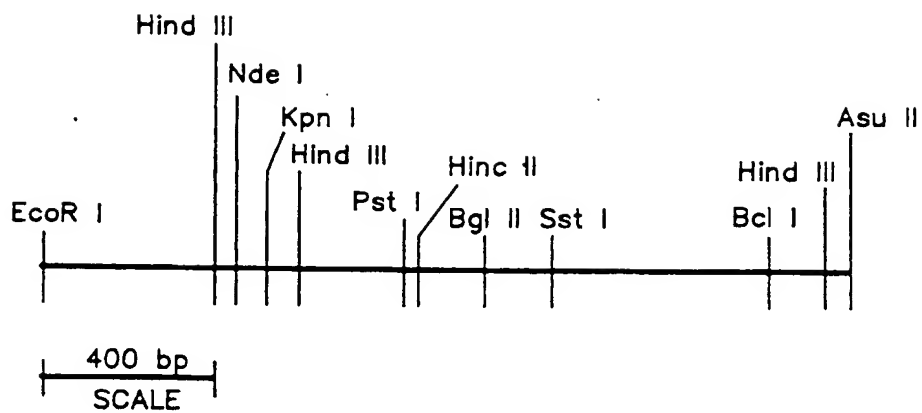 Hind III
Nde I
Kpn I
Asu II
Hind III
Hinc II
Hind III
Pst I
EcoR I
Bgl II
Sst I
Bcl I
400 bp
SCALE